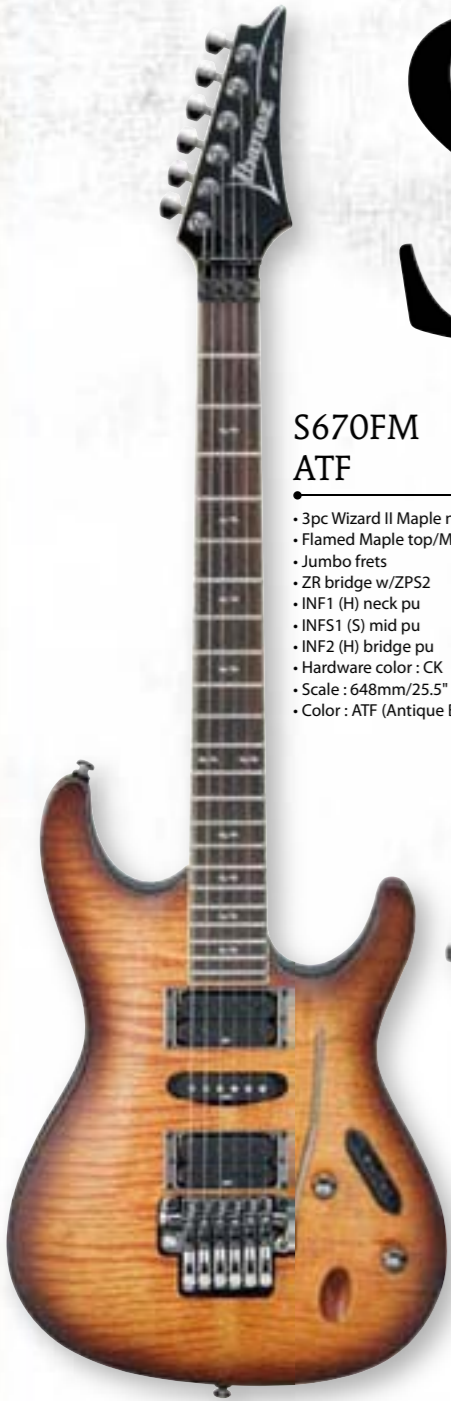 Ibanez
S
S670FM
ATF
• 3pc Wizard II Maple
• Flamed Maple top/M
• Jumbo frets
• ZR bridge w/ZPS2
• INF1 (H) neck pu
• INFS1 (S) mid pu
• INF2 (H) bridge pu
• Hardware color : CK
• Scale : 648mm/25.5"
• Color : ATF (Antique